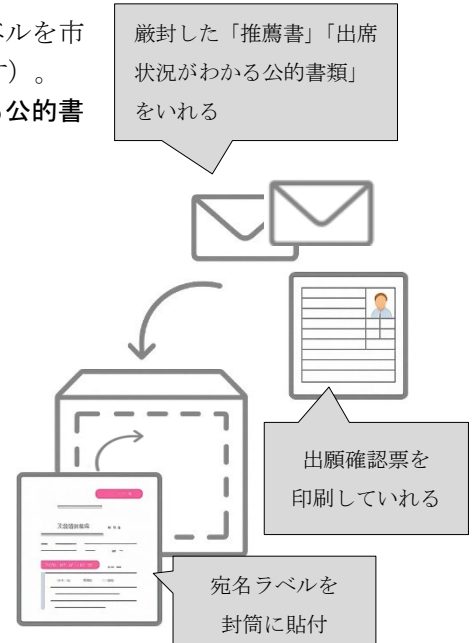 ベルを市
厳封した「推薦書」「出席
状況がわかる公的書類」
をいれる
す）。
る公的書
出願確認票を
印刷していれる
宛名ラベルを
封筒に貼付